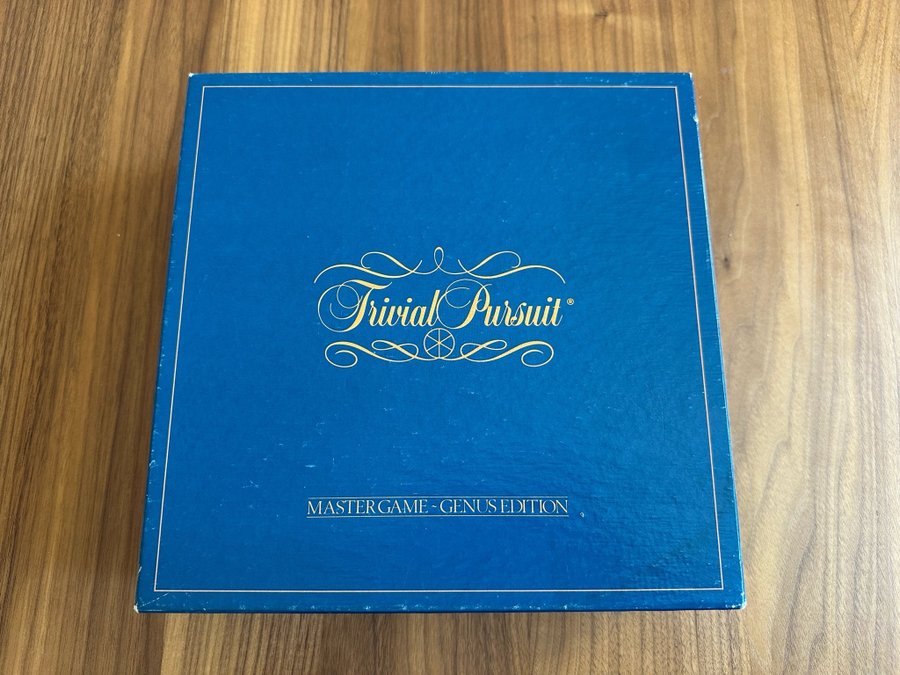 Trivial Pursuit®
MASTER GAME ~ GENUS EDITION